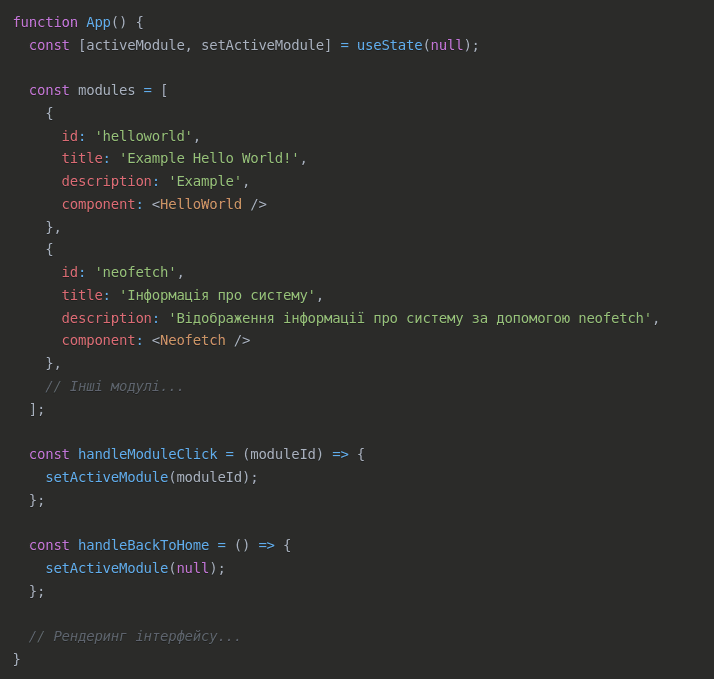 function App() {
  const [activeModule, setActiveModule] = useState(null);

  const modules = [
    {
      id: 'helloworld',
      title: 'Example Hello World!',
      description: 'Example',
      component: <HelloWorld />
    },
    {
      id: 'neofetch',
      title: 'Інформація про систему',
      description: 'Відображення інформації про систему за допомогою neofetch',
      component: <Neofetch />
    },
    // Інші модулі...
  ];

  const handleModuleClick = (moduleId) => {
    setActiveModule(moduleId);
  };

  const handleBackToHome = () => {
    setActiveModule(null);
  };

  // Рендеринг інтерфейсу...
}